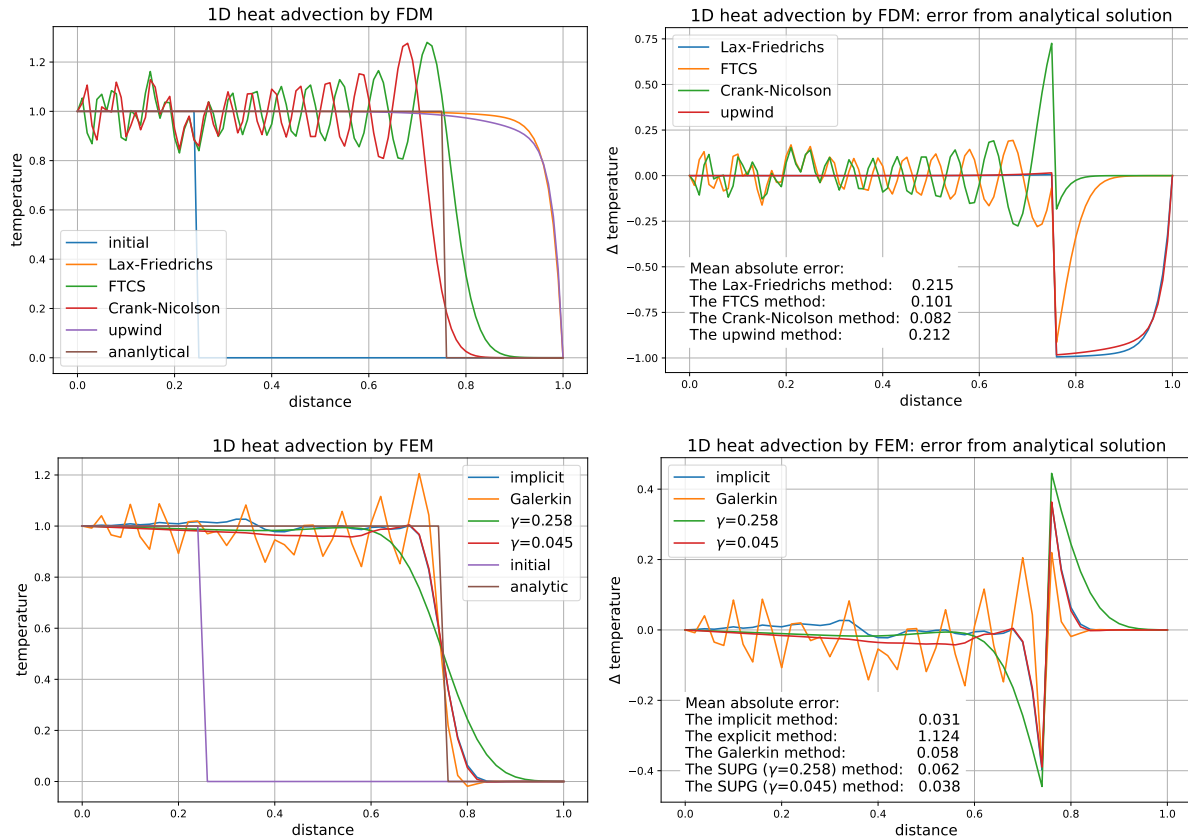 1D heat advection by FDM
temperature
1.2
1.0
0.8
0.6
0.4
0.2
0.0
initial
Lax-Friedrichs
FTCS
Crank-Nicolson
upwind
ananlytical
0.0 0.2 0.4 0.6 0.8 1.0
distance
1D heat advection by FDM: error from analytical solution
Δ temperature
0.75
0.50
0.25
0.00
−0.25
−0.50
−0.75
−1.00
Lax-Friedrichs
FTCS
Crank-Nicolson
upwind
Mean absolute error:
The Lax-Friedrichs method: 0.215
The FTCS method: 0.101
The Crank-Nicolson method: 0.082
The upwind method: 0.212
0.0 0.2 0.4 0.6 0.8 1.0
distance
1D heat advection by FEM
temperature
1.2
1.0
0.8
0.6
0.4
0.2
0.0
implicit
Galerkin
γ=0.258
γ=0.045
initial
analytic
0.0 0.2 0.4 0.6 0.8 1.0
distance
1D heat advection by FEM: error from analytical solution
Δ temperature
0.4
0.2
0.0
−0.2
−0.4
implicit
Galerkin
γ=0.258
γ=0.045
Mean absolute error:
The implicit method: 0.031
The explicit method: 1.124
The Galerkin method: 0.058
The SUPG (γ=0.258) method: 0.062
The SUPG (γ=0.045) method: 0.038
0.0 0.2 0.4 0.6 0.8 1.0
distance